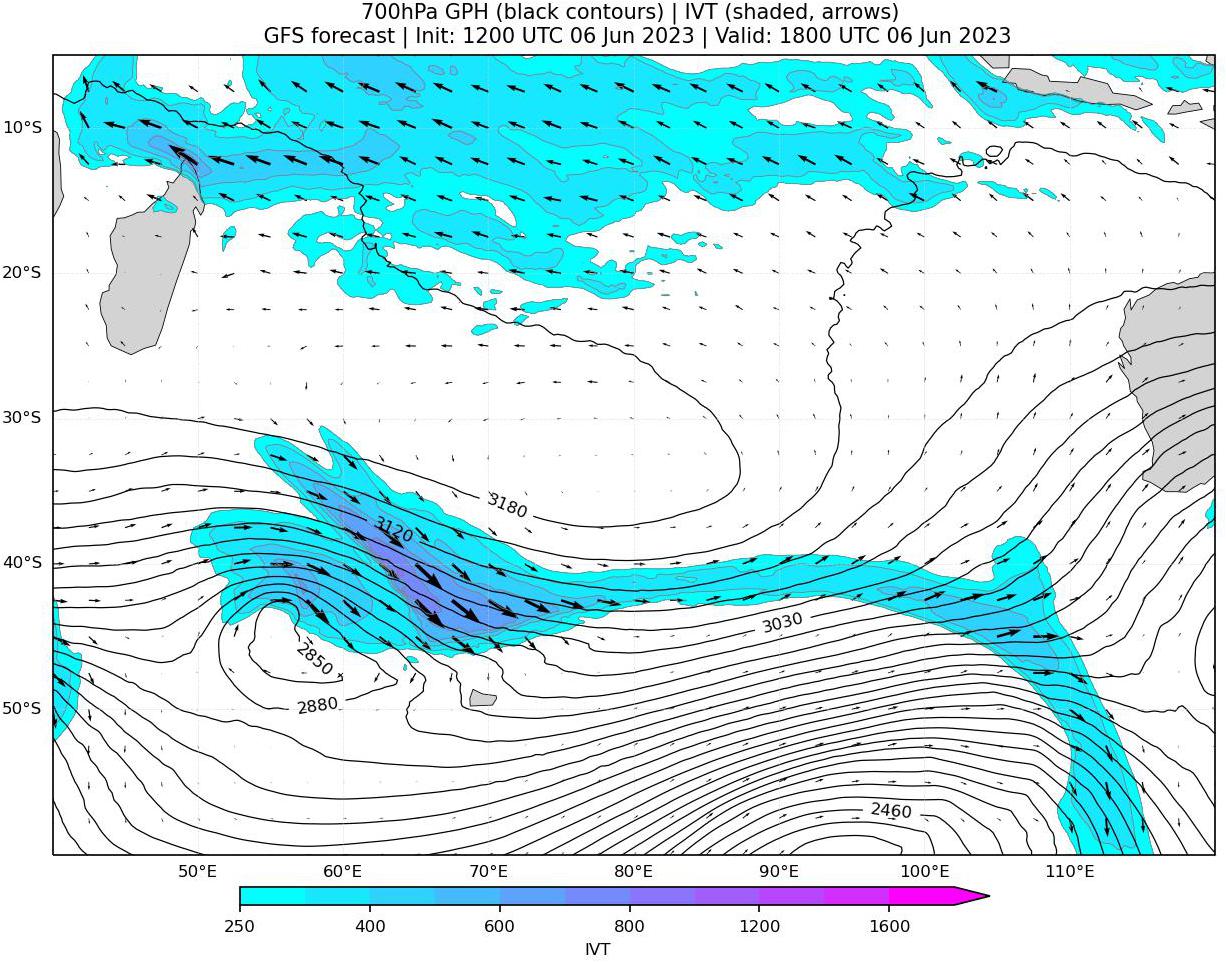 700hPa GPH (black contours) | IVT (shaded, arrows)
GFS forecast | Init: 1200 UTC 06 Jun 2023 | Valid: 1800 UTC 06 Jun 2023
10°S
20°S
30°S
3180
3120
40°S
3030
2850
2880
50°S
2460
50°E 60°E 70°E 80°E 90°E 100°E 110°E
250 400 600 800 1200 1600
IVT